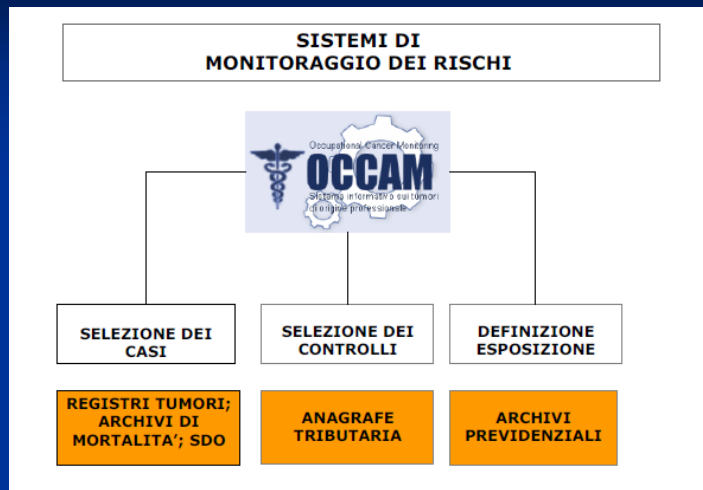 SISTEMI DI
MONITORAGGIO DEI RISCHI
Occupational Cancer Monitoring
OCCAM
Sistema informativo sui tumori
di origine professionale
SELEZIONE DEI
CASI
SELEZIONE DEI
CONTROLLI
DEFINIZIONE
ESPOSIZIONE
REGISTRI TUMORI;
ARCHIVI DI
MORTALITA'; SDO
ANAGRAFE
TRIBUTARIA
ARCHIVI
PREVIDENZIALI